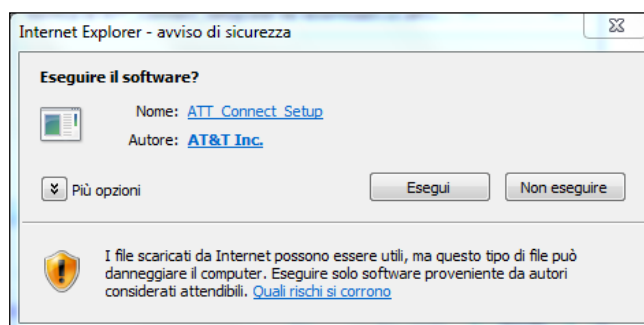 Internet Explorer - avviso di sicurezza
Eseguire il software?
Nome: ATT_Connect_Setup
Autore: AT&T Inc.
Più opzioni
Esegui
Non eseguire
I file scaricati da Internet possono essere utili, ma questo tipo di file può
danneggiare il computer. Eseguire solo software proveniente da autori
considerati attendibili. Quali rischi si corrono